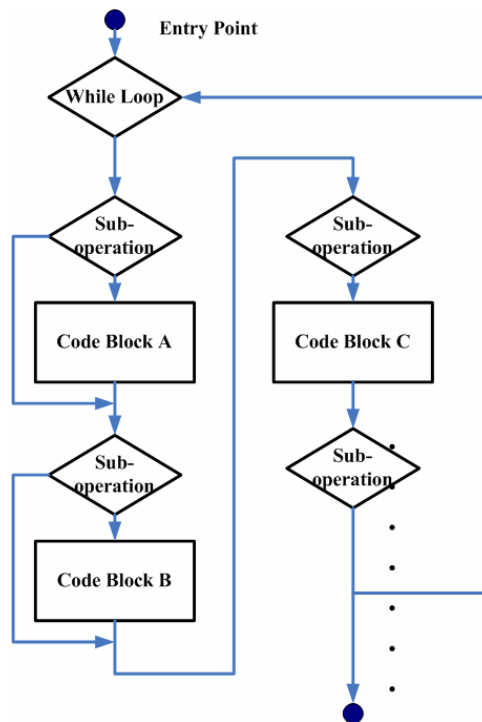 Entry Point
While Loop
Sub-
operation
Code Block A
Sub-
operation
Code Block B
Sub-
operation
Code Block C
Sub-
operation